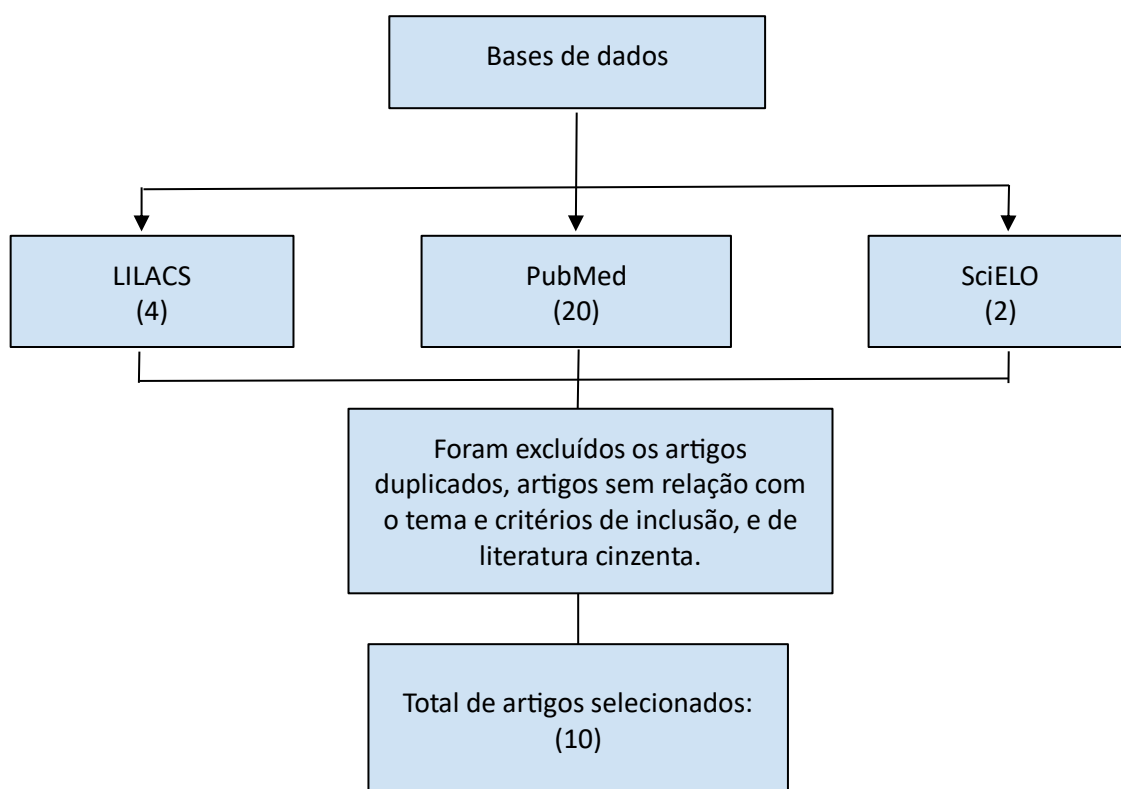 Bases de dados
LILACS
(4)
PubMed
(20)
SciELO
(2)
Foram excluídos os artigos
duplicados, artigos sem relação com
o tema e critérios de inclusão, e de
literatura cinzenta.
Total de artigos selecionados:
(10)